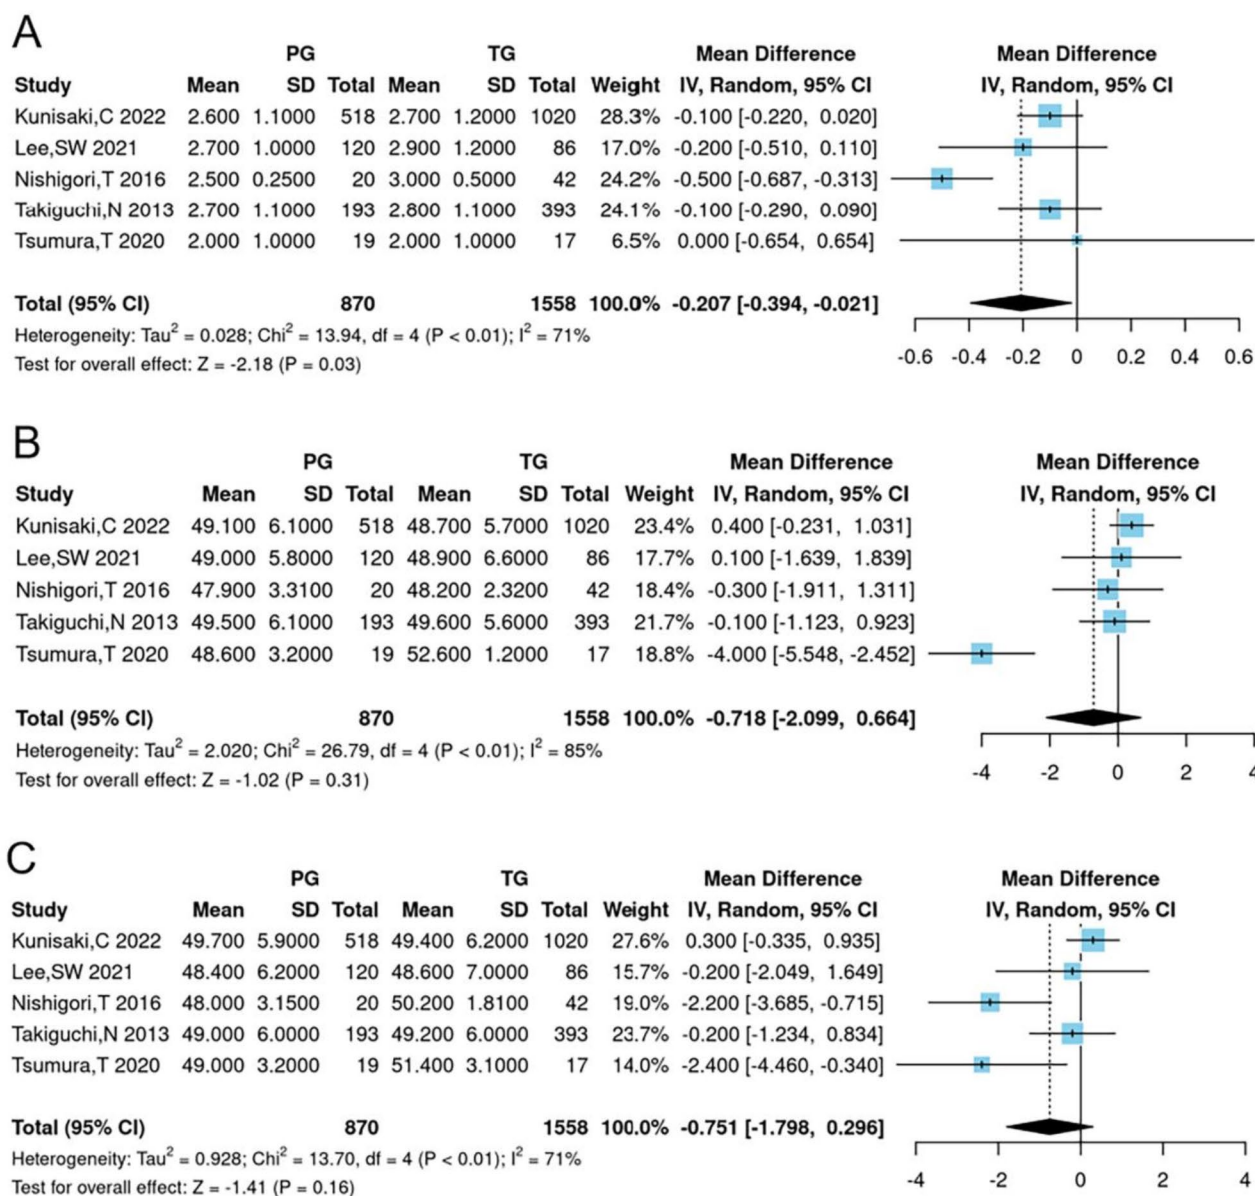 A
PG TG Mean Difference Mean Difference
Study Mean SD Total Mean SD Total Weight IV, Random, 95% CI IV, Random, 95% CI
Kunisaki,C 2022 2.600 1.1000 518 2.700 1.2000 1020 28.3% -0.100 [-0.220, 0.020]
Lee,SW 2021 2.700 1.0000 120 2.900 1.2000 86 17.0% -0.200 [-0.510, 0.110]
Nishigori,T 2016 2.500 0.2500 20 3.000 0.5000 42 24.2% -0.500 [-0.687, -0.313]
Takiguchi,N 2013 2.700 1.1000 193 2.800 1.1000 393 24.1% -0.100 [-0.290, 0.090]
Tsumura,T 2020 2.000 1.0000 19 2.000 1.0000 17 6.5% 0.000 [-0.654, 0.654]
Total (95% CI) 870 1558 100.0% -0.207 [-0.394, -0.021]
Heterogeneity: Tau² = 0.028; Chi² = 13.94, df = 4 (P < 0.01); I² = 71%
Test for overall effect: Z = -2.18 (P = 0.03)
-0.6 -0.4 -0.2 0 0.2 0.4 0.6
B
PG TG Mean Difference Mean Difference
Study Mean SD Total Mean SD Total Weight IV, Random, 95% CI IV, Random, 95% CI
Kunisaki,C 2022 49.100 6.1000 518 48.700 5.7000 1020 23.4% 0.400 [-0.231, 1.031]
Lee,SW 2021 49.000 5.8000 120 48.900 6.6000 86 17.7% 0.100 [-1.639, 1.839]
Nishigori,T 2016 47.900 3.3100 20 48.200 2.3200 42 18.4% -0.300 [-1.911, 1.311]
Takiguchi,N 2013 49.500 6.1000 193 49.600 5.6000 393 21.7% -0.100 [-1.123, 0.923]
Tsumura,T 2020 48.600 3.2000 19 52.600 1.2000 17 18.8% -4.000 [-5.548, -2.452]
Total (95% CI) 870 1558 100.0% -0.718 [-2.099, 0.664]
Heterogeneity: Tau² = 2.020; Chi² = 26.79, df = 4 (P < 0.01); I² = 85%
Test for overall effect: Z = -1.02 (P = 0.31)
-4 -2 0 2 4
C
PG TG Mean Difference Mean Difference
Study Mean SD Total Mean SD Total Weight IV, Random, 95% CI IV, Random, 95% CI
Kunisaki,C 2022 49.700 5.9000 518 49.400 6.2000 1020 27.6% 0.300 [-0.335, 0.935]
Lee,SW 2021 48.400 6.2000 120 48.600 7.0000 86 15.7% -0.200 [-2.049, 1.649]
Nishigori,T 2016 48.000 3.1500 20 50.200 1.8100 42 19.0% -2.200 [-3.685, -0.715]
Takiguchi,N 2013 49.000 6.0000 193 49.200 6.0000 393 23.7% -0.200 [-1.234, 0.834]
Tsumura,T 2020 49.000 3.2000 19 51.400 3.1000 17 14.0% -2.400 [-4.460, -0.340]
Total (95% CI) 870 1558 100.0% -0.751 [-1.798, 0.296]
Heterogeneity: Tau² = 0.928; Chi² = 13.70, df = 4 (P < 0.01); I² = 71%
Test for overall effect: Z = -1.41 (P = 0.16)
-4 -2 0 2 4